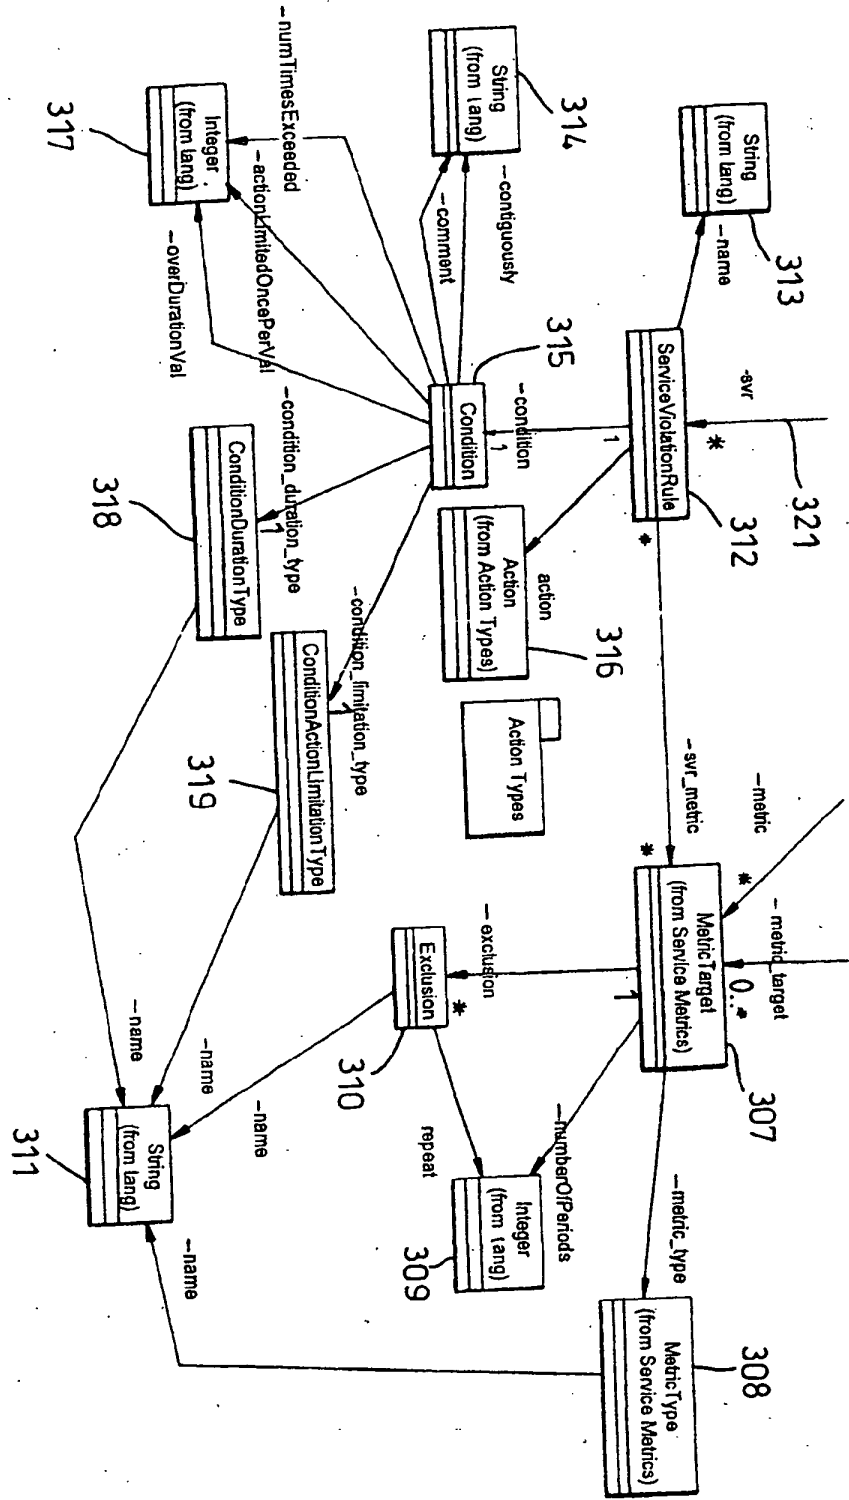 -svr
321
-metric
-metric_target
*
*
0..*
313
String
(from lang)
-name
ServiceViolationRule
312
*
-svr_metric
*
MetricTarget
(from Service Metrics)
307
-metric_type
MetricType
(from Service Metrics)
308
1
1
314
String
(from lang)
-contiguously
-comment
315
-condition
1
Condition
action
Action
(from Action Types)
316
Action Types
-exclusion
*
Exclusion
310
-numberOfPeriods
repeat
Integer
(from lang)
309
-numTimesExceeded
-actionLimitedOncePerVal
-overDurationVal
317
Integer
(from lang)
-condition_duration_type
1
ConditionDurationType
318
-condition_limitation_type
1
ConditionActionLimitationType
319
-name
-name
-name
-name
String
(from lang)
311